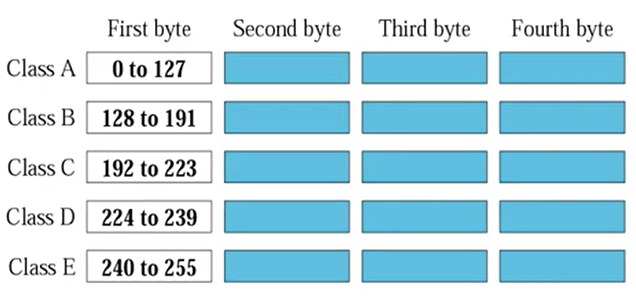 First byte Second byte Third byte Fourth byte
Class A 0 to 127
Class B 128 to 191
Class C 192 to 223
Class D 224 to 239
Class E 240 to 255